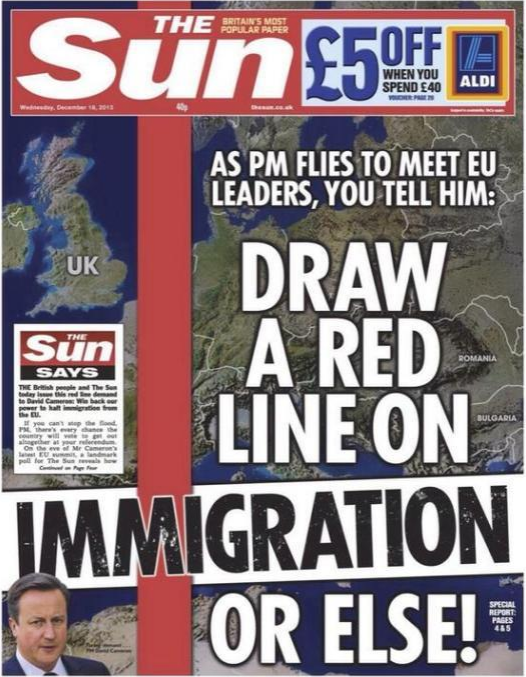 THE
Sun
BRITAIN'S MOST
POPULAR PAPER
Wednesday, December 18, 2013
40p
thesun.co.uk
£5 OFF
WHEN YOU
SPEND £40
VOUCHER: PAGE 20
ALDI
AS PM FLIES TO MEET EU
LEADERS, YOU TELL HIM:
UK
DRAW
A RED
LINE ON
ROMANIA
BULGARIA
THE
Sun
SAYS
THE British people and The Sun
today issue this red line demand
to David Cameron: Win back our
power to halt immigration from
the EU.
If you can't stop the flood,
PM, there's every chance the
country will vote to get out
altogether at your referendum.
On the eve of Mr Cameron's
latest EU summit, a landmark
poll for The Sun reveals how
Continued on Page Four
IMMIGRATION
OR ELSE!
SPECIAL
REPORT:
PAGES
4 & 5
PM David Cameron